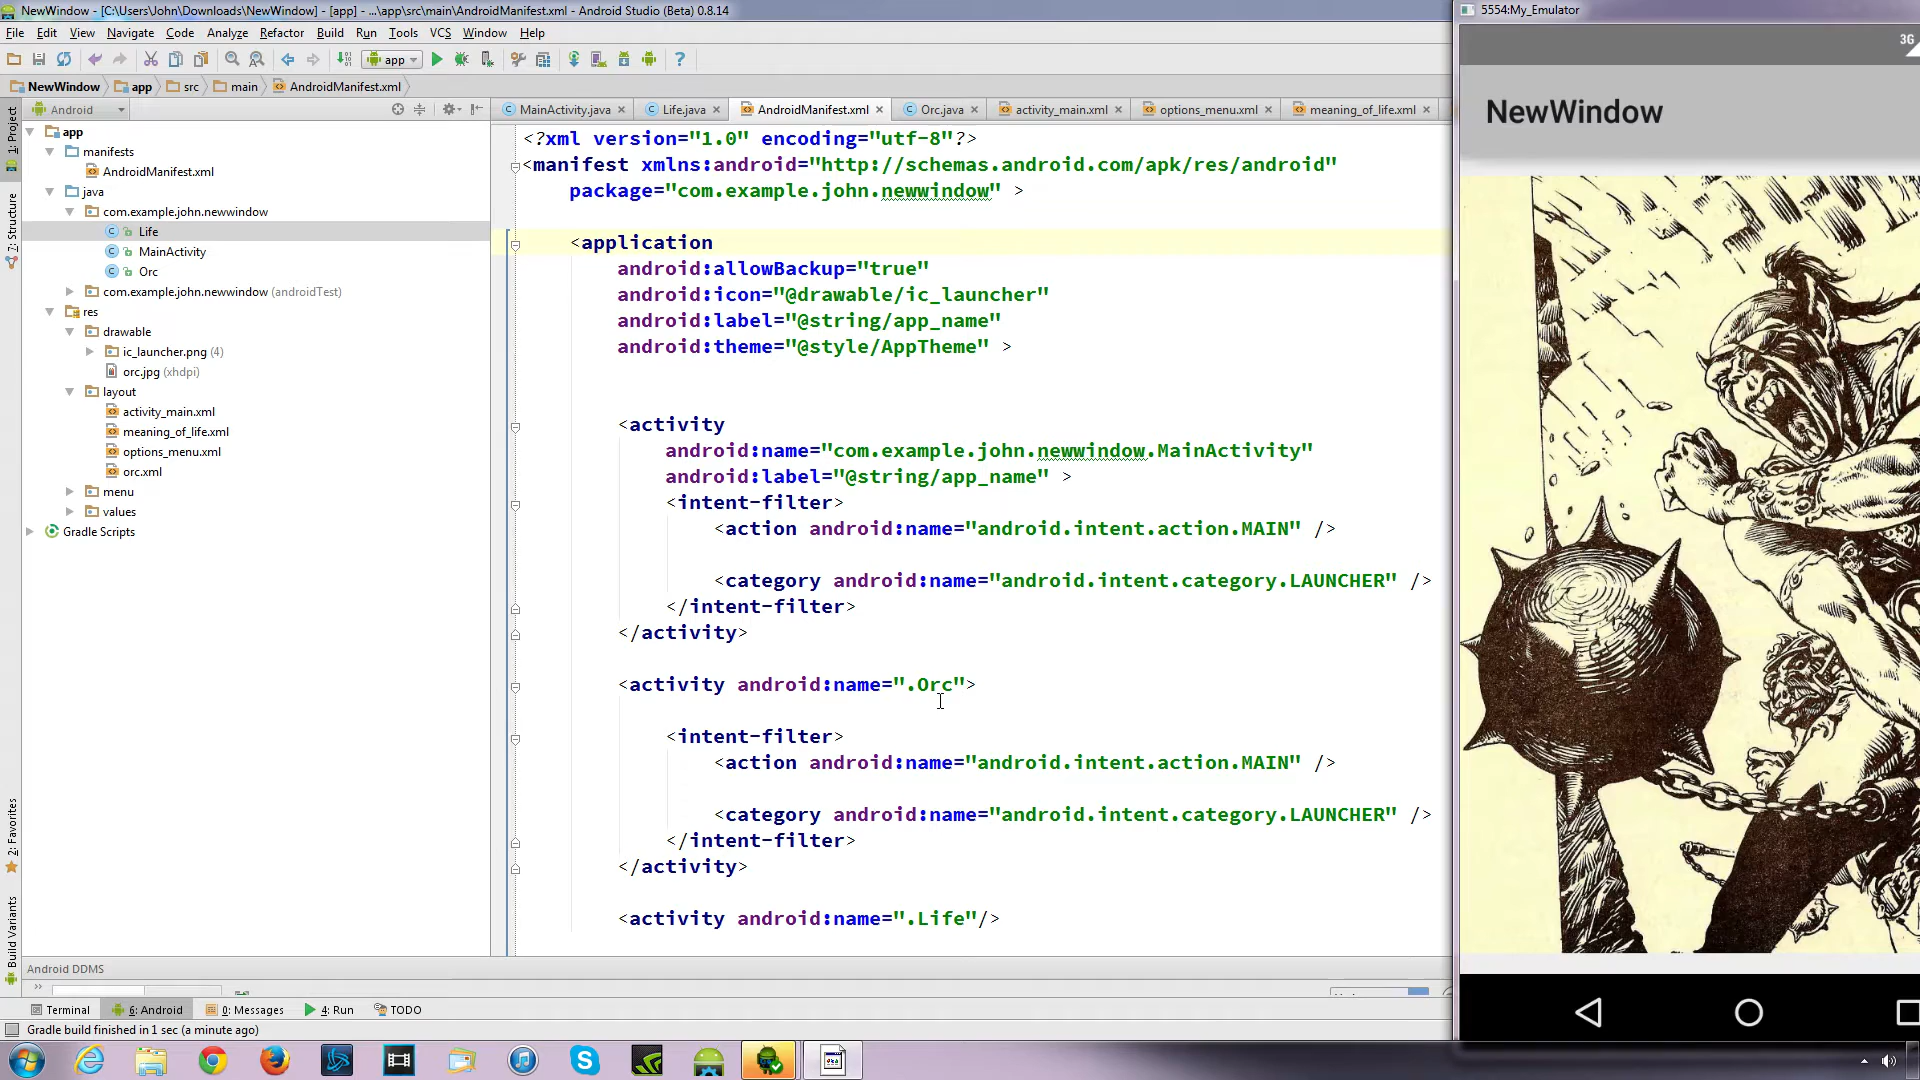 NewWindow - [C:\Users\John\Downloads\NewWindow] - [app] - ...\app\src\main\AndroidManifest.xml - Android Studio (Beta) 0.8.14
5554:My_Emulator
File Edit View Navigate Code Analyze Refactor Build Run Tools VCS Window Help
app
3G
NewWindow app src main AndroidManifest.xml
NewWindow
Android
MainActivity.java Life.java AndroidManifest.xml Orc.java activity_main.xml options_menu.xml meaning_of_life.xml
1: Project
7: Structure
2: Favorites
Build Variants
app
manifests
AndroidManifest.xml
java
com.example.john.newwindow
Life
MainActivity
Orc
com.example.john.newwindow (androidTest)
res
drawable
ic_launcher.png (4)
orc.jpg (xhdpi)
layout
activity_main.xml
meaning_of_life.xml
options_menu.xml
orc.xml
menu
values
Gradle Scripts
<?xml version="1.0" encoding="utf-8"?>
<manifest xmlns:android="http://schemas.android.com/apk/res/android"
package="com.example.john.newwindow" >
<application
android:allowBackup="true"
android:icon="@drawable/ic_launcher"
android:label="@string/app_name"
android:theme="@style/AppTheme" >
<activity
android:name="com.example.john.newwindow.MainActivity"
android:label="@string/app_name" >
<intent-filter>
<action android:name="android.intent.action.MAIN" />
<category android:name="android.intent.category.LAUNCHER" />
</intent-filter>
</activity>
<activity android:name=".Orc">
<intent-filter>
<action android:name="android.intent.action.MAIN" />
<category android:name="android.intent.category.LAUNCHER" />
</intent-filter>
</activity>
<activity android:name=".Life"/>
Android DDMS
Terminal 6: Android 0: Messages 4: Run TODO
Gradle build finished in 1 sec (a minute ago)